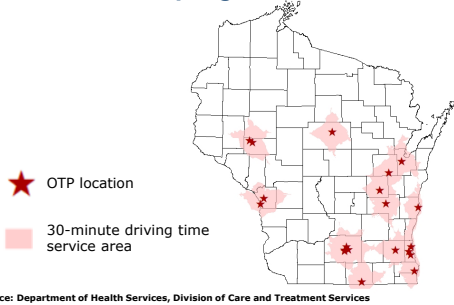 OTP location
30-minute driving time
service area
ce: Department of Health Services, Division of Care and Treatment Services